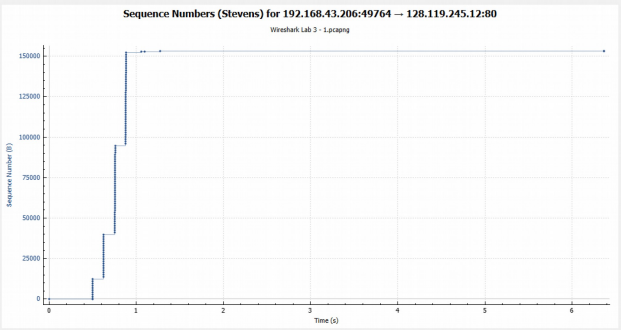 Sequence Numbers (Stevens) for 192.168.43.206:49764 → 128.119.245.12:80
Wireshark Lab 3 - 1.pcapng
150000
125000
100000
75000
50000
25000
0
Sequence Number (B)
0 1 2 3 4 5 6
Time (s)